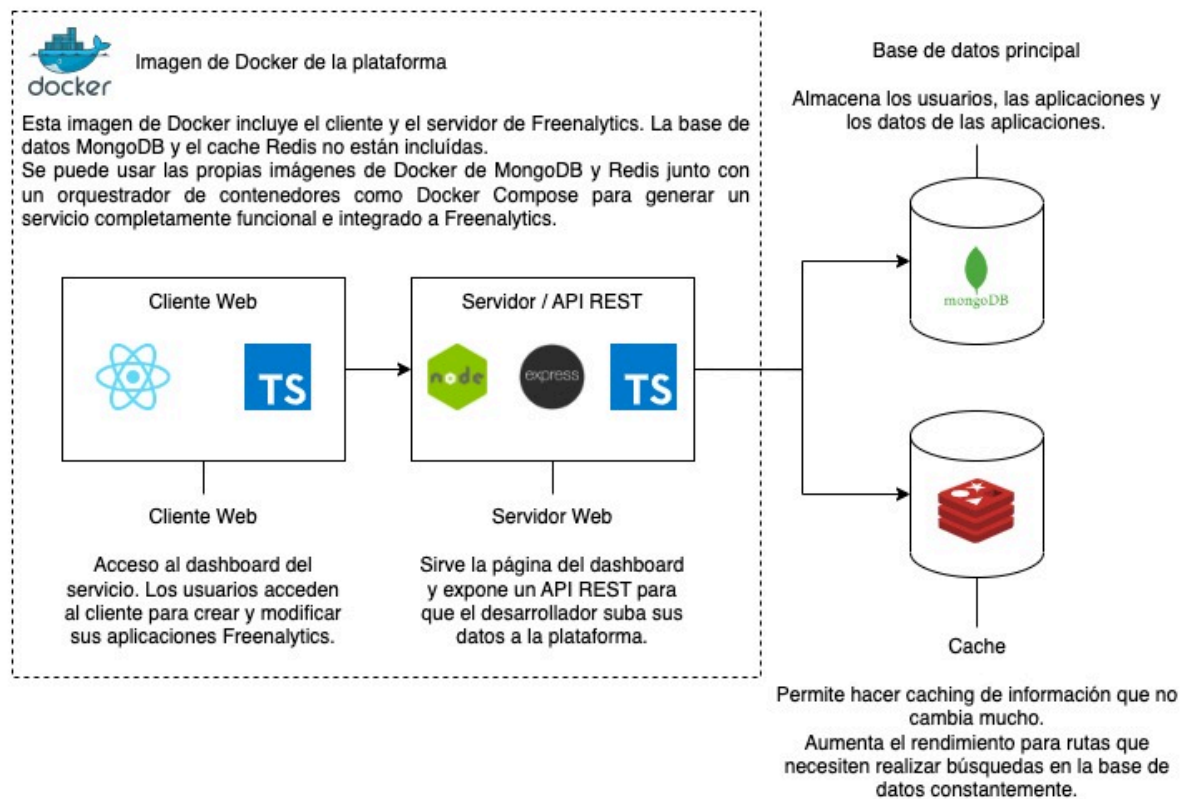 docker
Imagen de Docker de la plataforma
Esta imagen de Docker incluye el cliente y el servidor de Freenalytics. La base de
datos MongoDB y el cache Redis no están incluídas.
Se puede usar las propias imágenes de Docker de MongoDB y Redis junto con
un orquestrador de contenedores como Docker Compose para generar un
servicio completamente funcional e integrado a Freenalytics.
Cliente Web
TS
Cliente Web
Acceso al dashboard del
servicio. Los usuarios acceden
al cliente para crear y modificar
sus aplicaciones Freenalytics.
Servidor / API REST
node
express
TS
Servidor Web
Sirve la página del dashboard
y expone un API REST para
que el desarrollador suba sus
datos a la plataforma.
Base de datos principal
Almacena los usuarios, las aplicaciones y
los datos de las aplicaciones.
mongoDB
Cache
Permite hacer caching de información que no
cambia mucho.
Aumenta el rendimiento para rutas que
necesiten realizar búsquedas en la base de
datos constantemente.